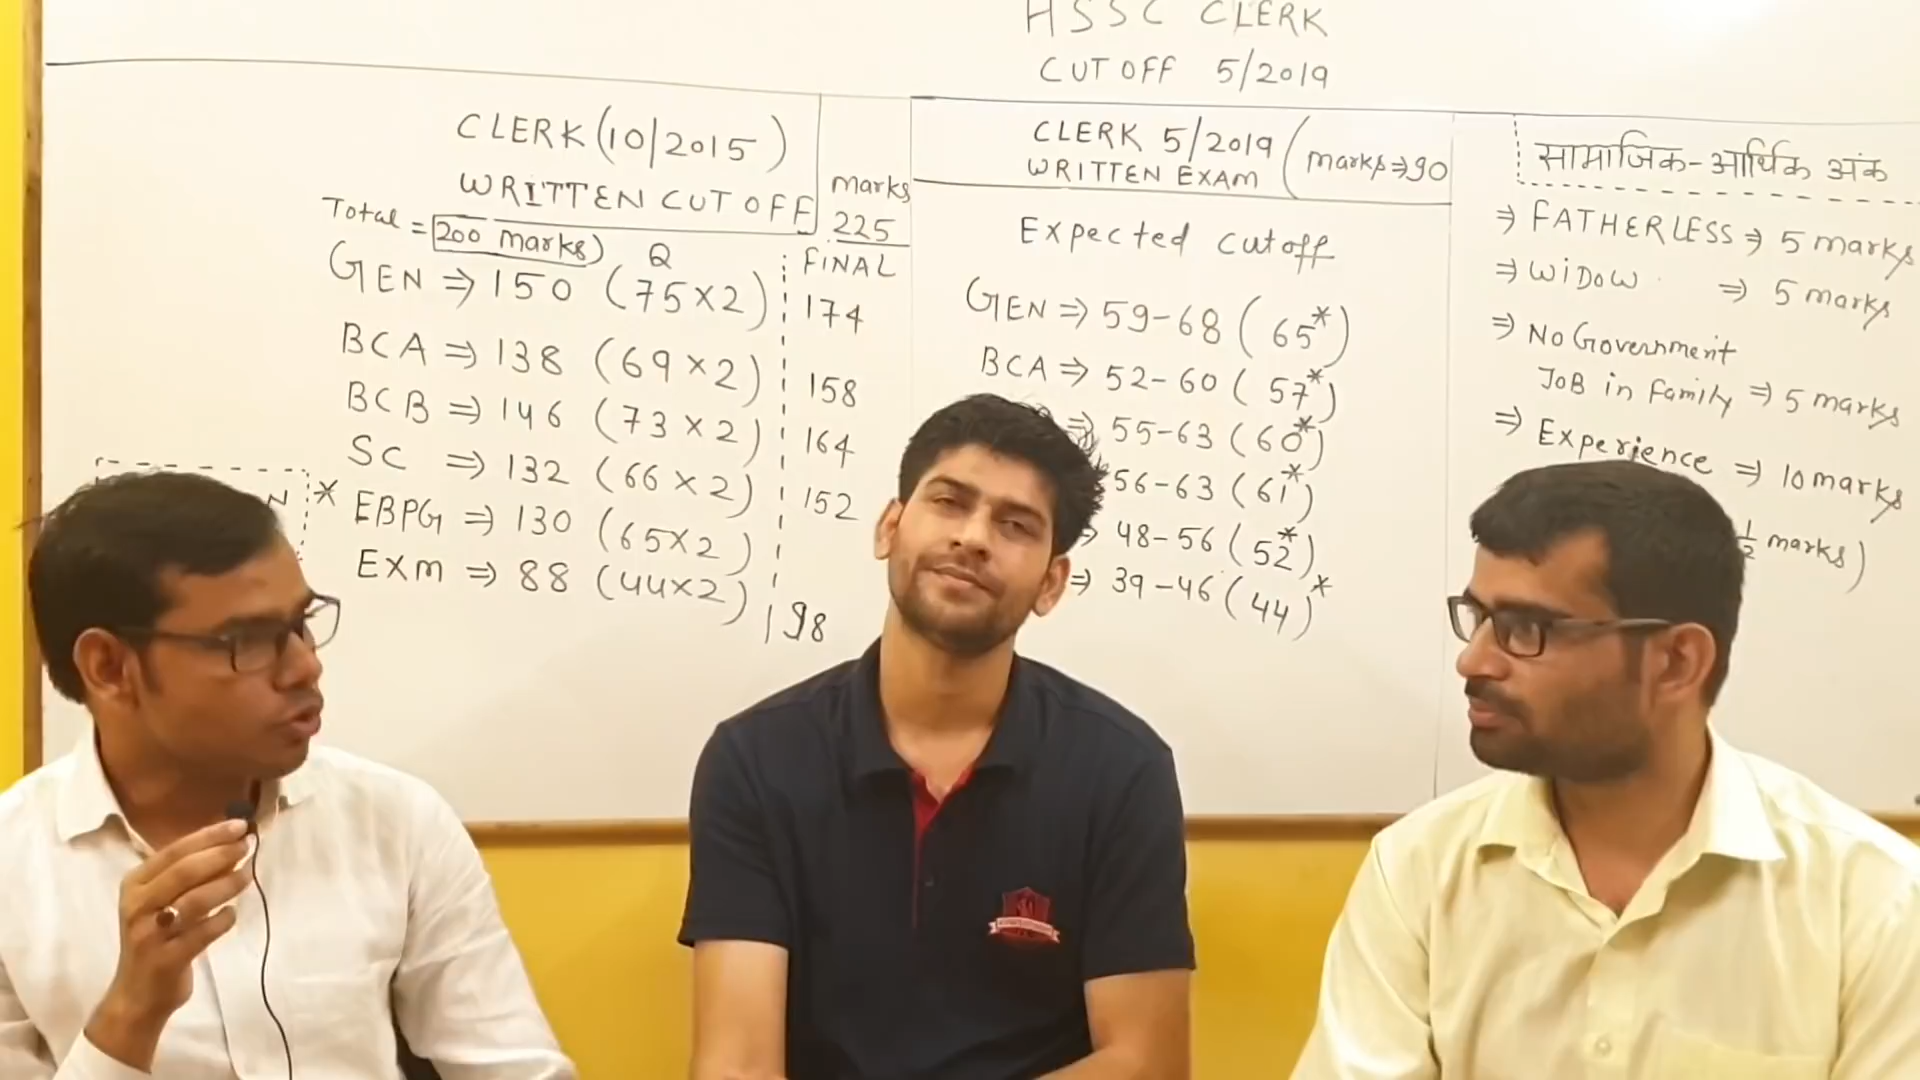 HSSC CLERK
CUT OFF 5/2019
CLERK (10/2015)
WRITTEN CUT OFF
Total = 200 marks)
Q
marks
225
FINAL
GEN ⇒ 150 (75×2) 174
BCA ⇒ 138 (69×2) 158
BCB ⇒ 146 (73×2) 164
SC ⇒ 132 (66×2) 152
* EBPG ⇒ 130 (65×2)
EXM ⇒ 88 (44×2) 198
N
CLERK 5/2019
WRITTEN EXAM (marks⇒90
Expected cutoff
GEN ⇒ 59-68 (65*)
BCA ⇒ 52-60 (57*)
⇒ 55-63 (60*)
56-63 (61*)
48-56 (52*)
⇒ 39-46 (44)*
सामाजिक-आर्थिक अंक
⇒ FATHERLESS ⇒ 5 marks
⇒ WIDOW ⇒ 5 marks
⇒ No Government
JOB in family ⇒ 5 marks
⇒ Experience ⇒ 10 marks
1/2 marks)